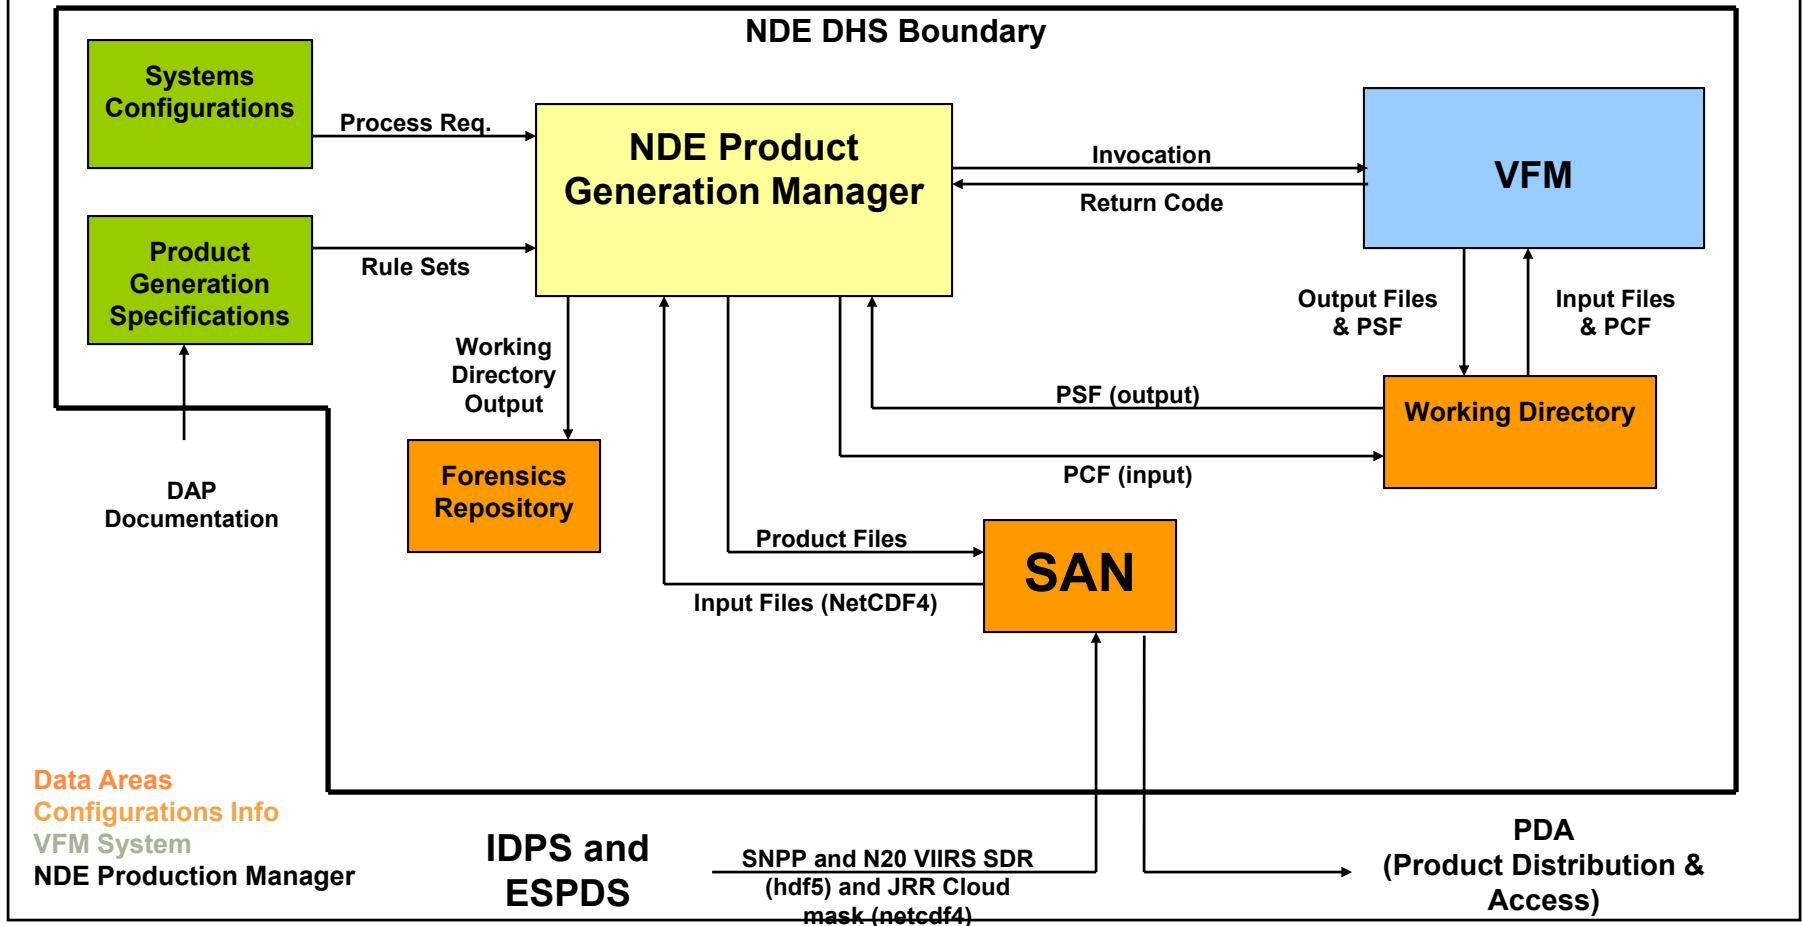 NDE DHS Boundary
Systems
Configurations
Process Req.
NDE Product
Generation Manager
Invocation
Return Code
VFM
Product
Generation
Specifications
Rule Sets
Output Files
& PSF
Input Files
& PCF
Working
Directory
Output
PSF (output)
Working Directory
PCF (input)
Forensics
Repository
DAP
Documentation
Product Files
SAN
Input Files (NetCDF4)
Data Areas
Configurations Info
VFM System
NDE Production Manager
IDPS and
ESPDS
SNPP and N20 VIIRS SDR
(hdf5) and JRR Cloud
mask (netcdf4)
PDA
(Product Distribution &
Access)